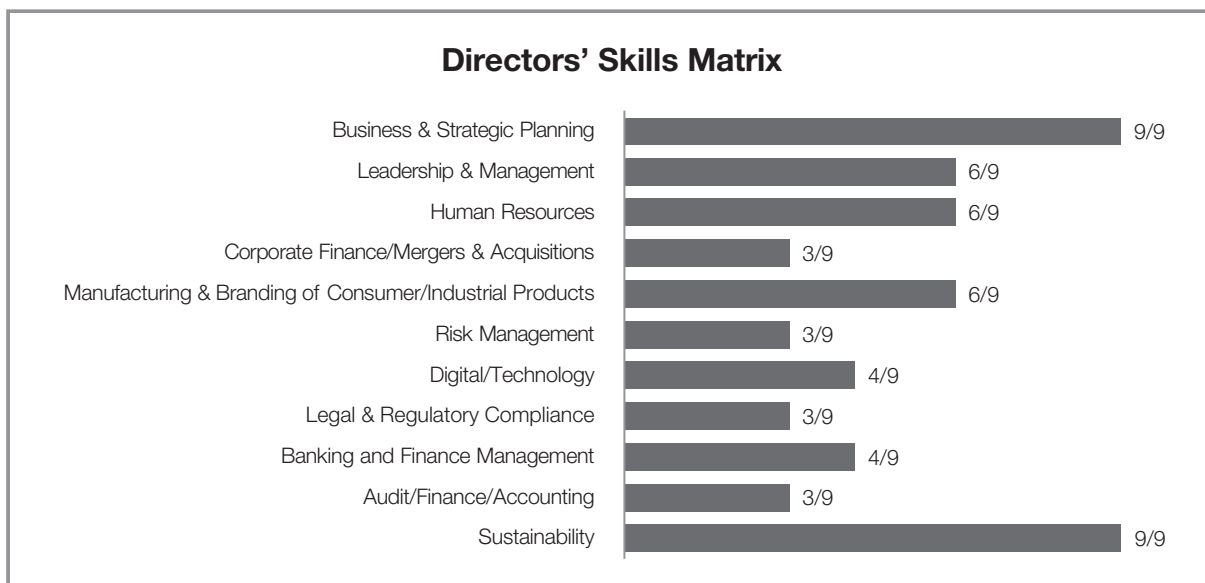 Directors’ Skills Matrix
Business & Strategic Planning 9/9
Leadership & Management 6/9
Human Resources 6/9
Corporate Finance/Mergers & Acquisitions 3/9
Manufacturing & Branding of Consumer/Industrial Products 6/9
Risk Management 3/9
Digital/Technology 4/9
Legal & Regulatory Compliance 3/9
Banking and Finance Management 4/9
Audit/Finance/Accounting 3/9
Sustainability 9/9